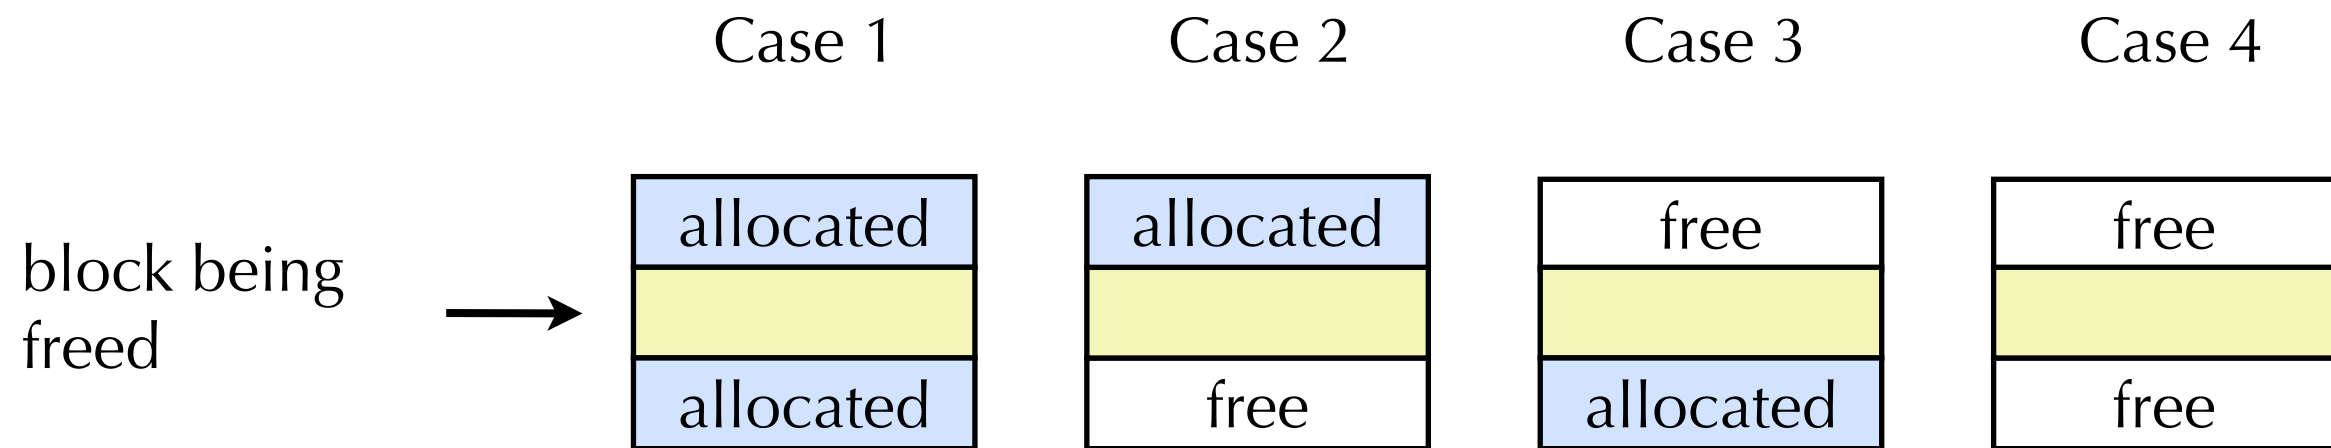 Case 1 Case 2 Case 3 Case 4
allocated allocated free free
block being
freed
allocated free allocated free